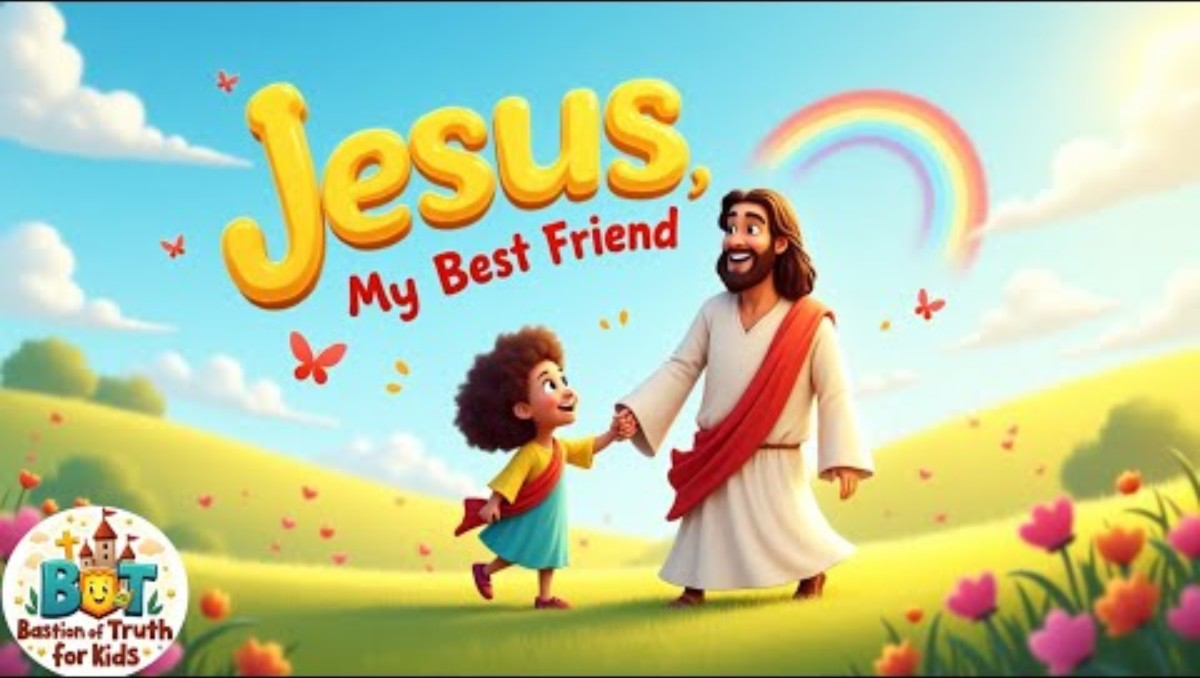 Jesus,
My Best Friend
BOT
Bastion of Truth
for Kids